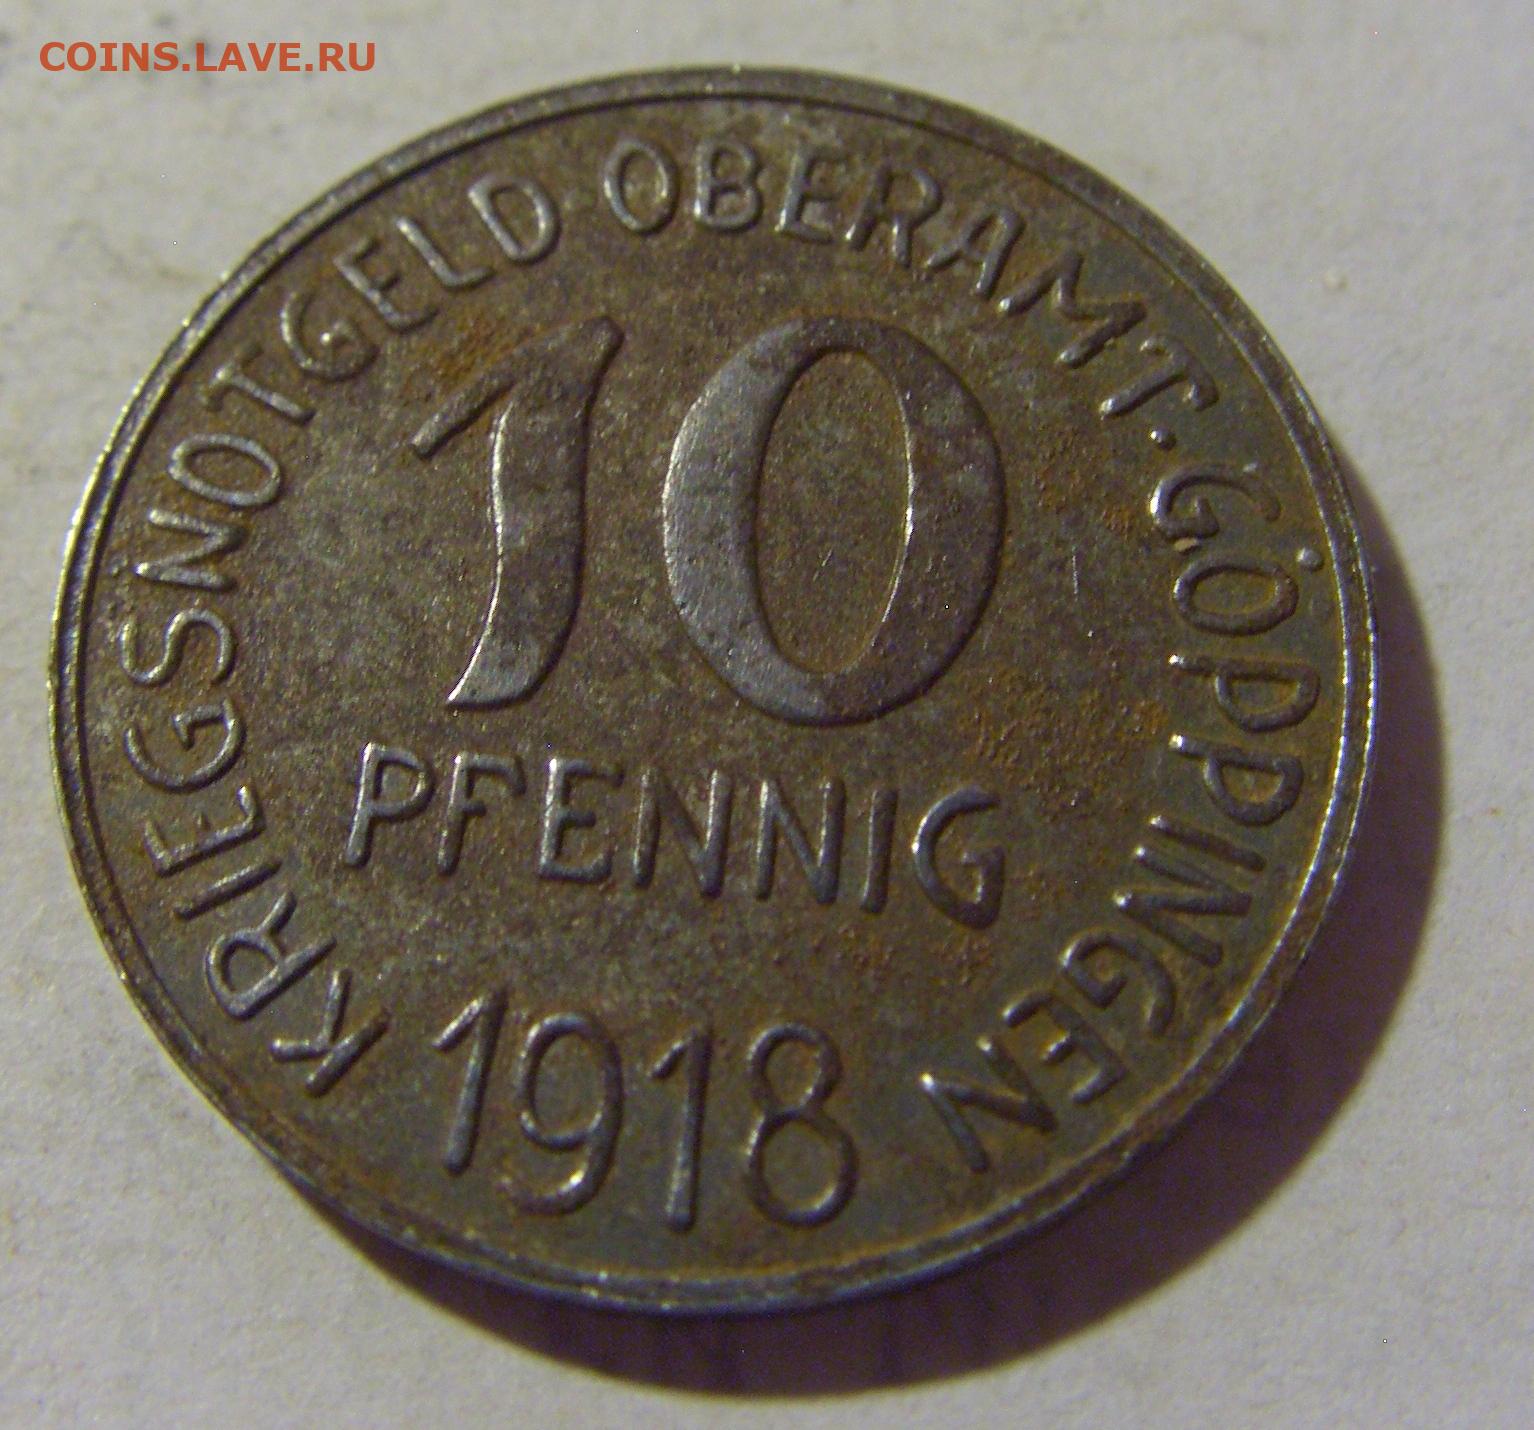 COINS.LAVE.RU
KRIEGSNOTGELD OBERAMT·GÖPPINGEN
10
PFENNIG
1918